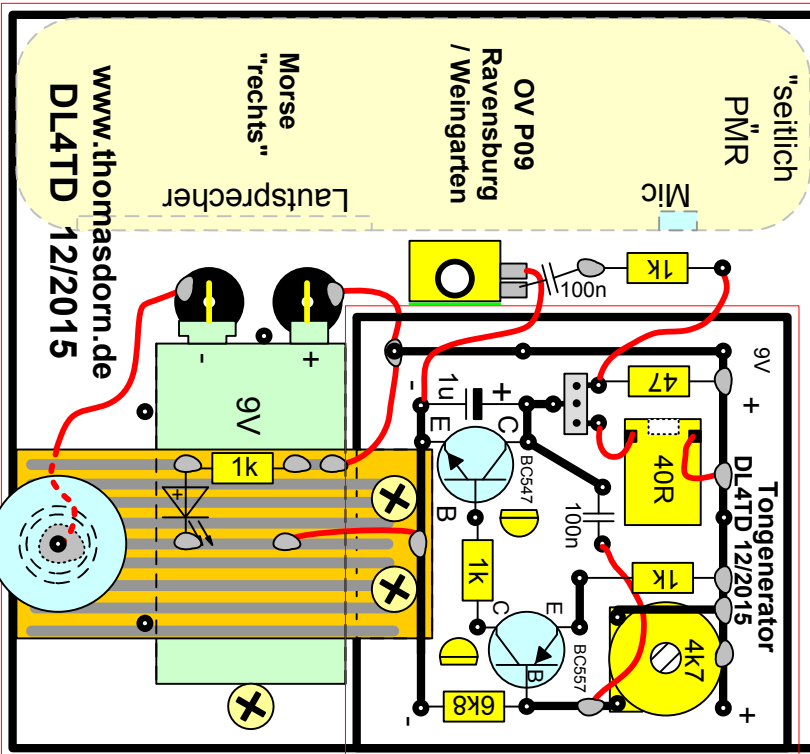 "seitlich
"
PMR
OV P09
Ravensburg
/ Weingarten
Morse
"rechts"
www.thomasdorn.de
DL4TD 12/2015
Lautsprecher
Mic
100n
1k
-
+
9V
1k
9V
+
47
40R
-
1u
+
E
C
B
BC547
100n
1k
1k
C
E
B
BC557
6k8
4k7
-
+
+
Tongenerator
DL4TD 12/2015